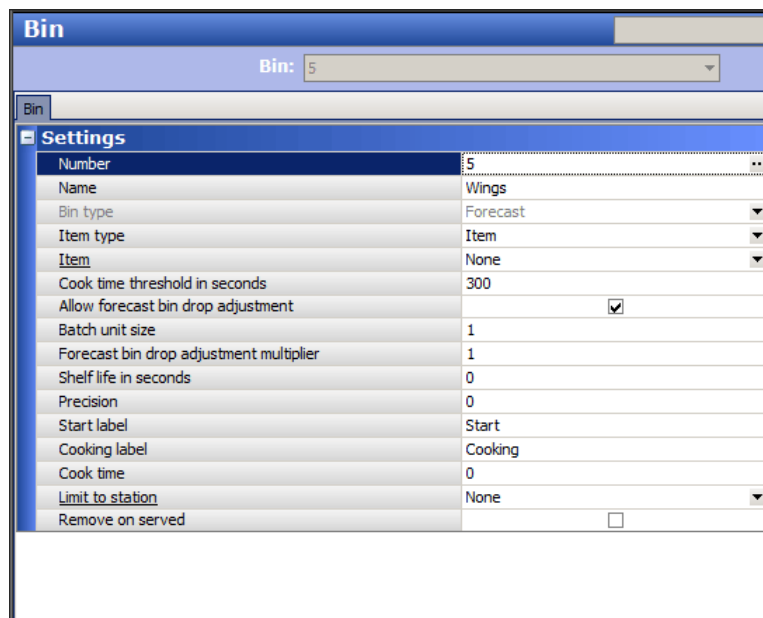 Bin
Bin: 5
Bin
Settings
Number 5
Name Wings
Bin type Forecast
Item type Item
Item None
Cook time threshold in seconds 300
Allow forecast bin drop adjustment
Batch unit size 1
Forecast bin drop adjustment multiplier 1
Shelf life in seconds 0
Precision 0
Start label Start
Cooking label Cooking
Cook time 0
Limit to station None
Remove on served